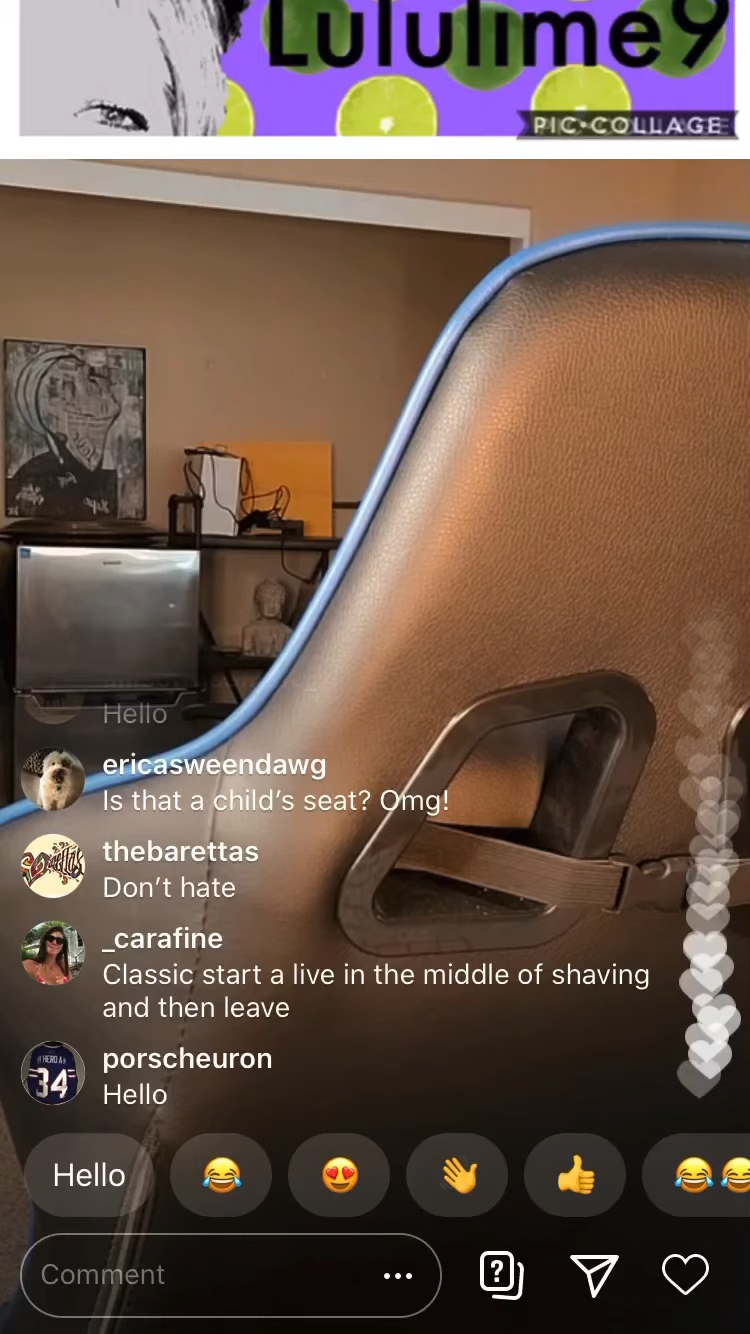 Lululime9
PIC•COLLAGE
Hello
ericasweendawg
Is that a child's seat? Omg!
thebarettas
Don't hate
_carafine
Classic start a live in the middle of shaving
and then leave
porscheuron
Hello
34
Hello
Comment